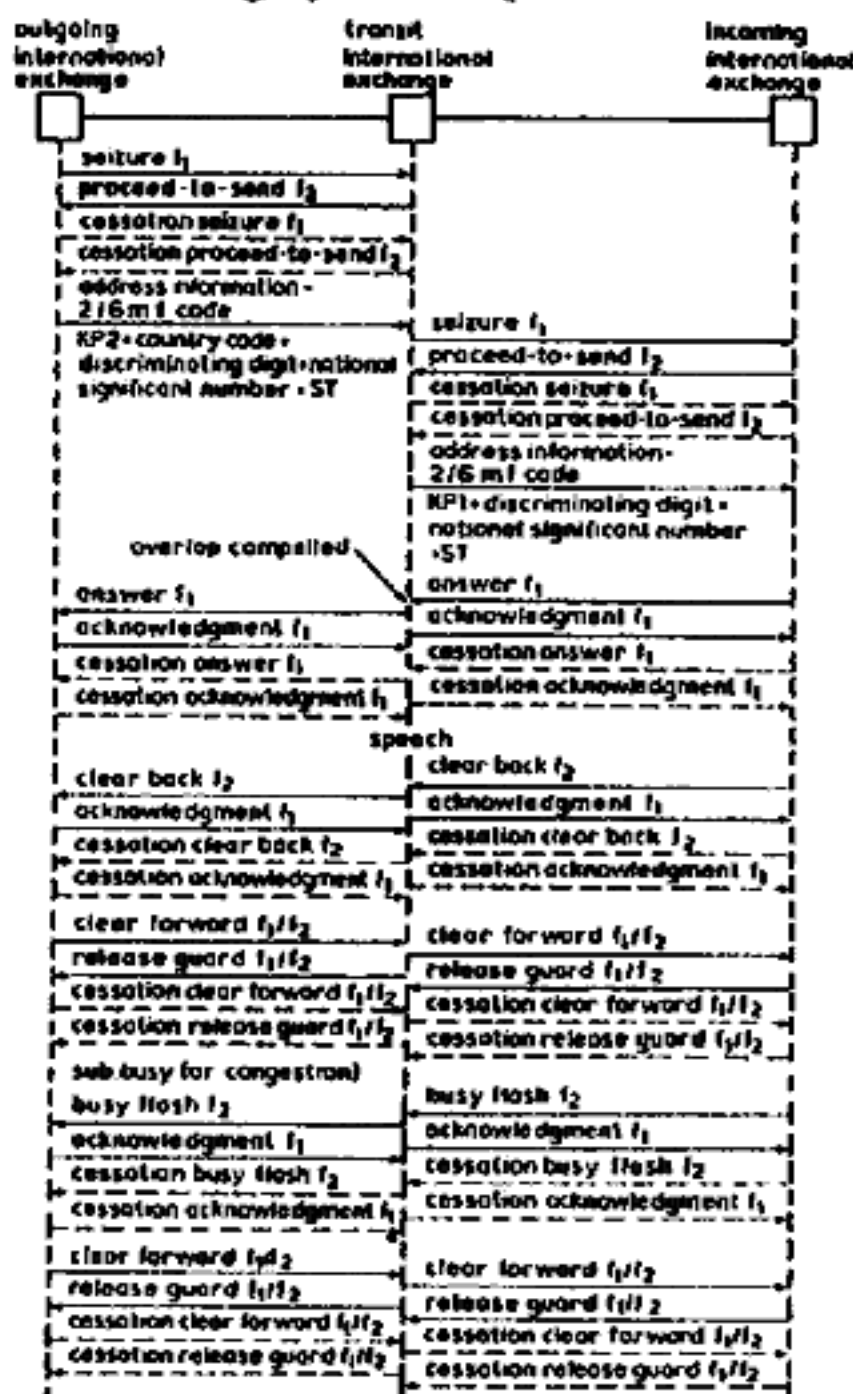 outgoing
international
exchange
transit
international
exchange
incoming
international
exchange
seizure f1
proceed-to-send f2
cessation seizure f1
cessation proceed-to-send f2
address information-
2/6 mf code
KP2+country code+
discriminating digit+national
significant number+ST
seizure f1
proceed-to-send f2
cessation seizure f1
cessation proceed-to-send f2
address information-
2/6 mf code
KP1+discriminating digit+
national significant number
+ST
overlap compelled
answer f1
acknowledgment f1
cessation answer f1
cessation acknowledgment f1
answer f1
acknowledgment f1
cessation answer f1
cessation acknowledgment f1
speech
clear back f2
acknowledgment f1
cessation clear back f2
cessation acknowledgment f1
clear back f2
acknowledgment f1
cessation clear back f2
cessation acknowledgment f1
clear forward f1/f2
release guard f1/f2
cessation clear forward f1/f2
cessation release guard f1/f2
clear forward f1/f2
release guard f1/f2
cessation clear forward f1/f2
cessation release guard f1/f2
sub busy (or congestion)
busy flash f2
acknowledgment f1
cessation busy flash f2
cessation acknowledgment f1
busy flash f2
acknowledgment f1
cessation busy flash f2
cessation acknowledgment f1
clear forward f1/f2
release guard f1/f2
cessation clear forward f1/f2
cessation release guard f1/f2
clear forward f1/f2
release guard f1/f2
cessation clear forward f1/f2
cessation release guard f1/f2